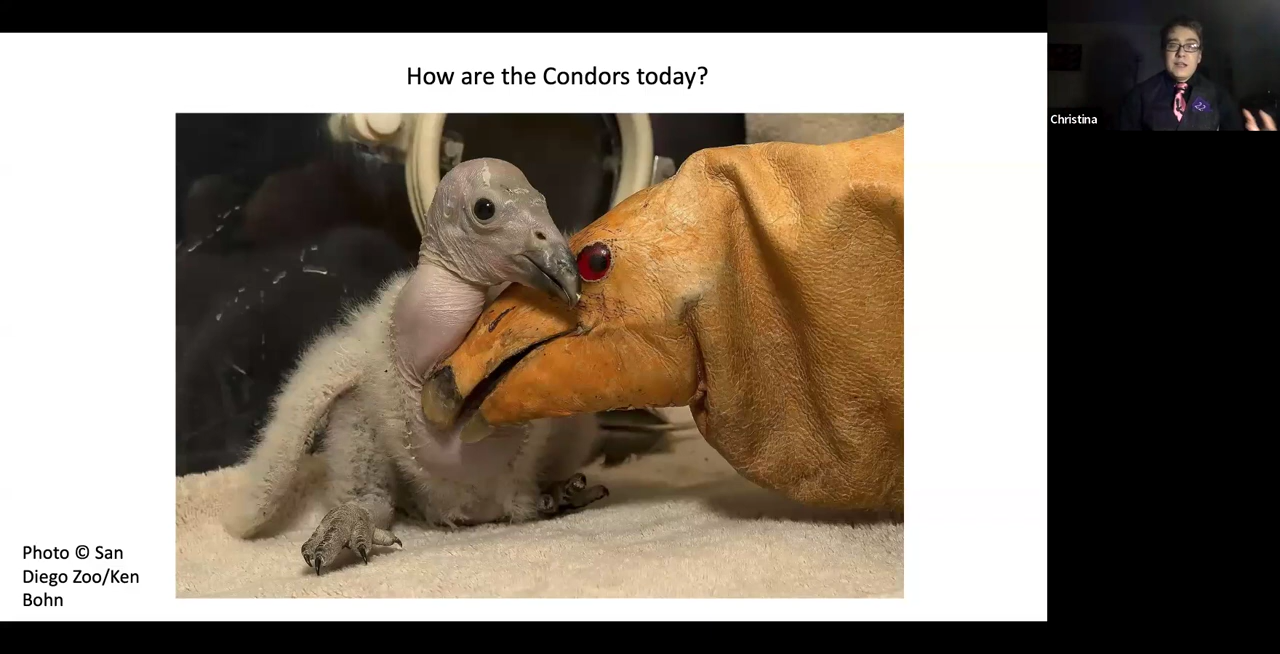 How are the Condors today?
Christina
Photo © San
Diego Zoo/Ken
Bohn